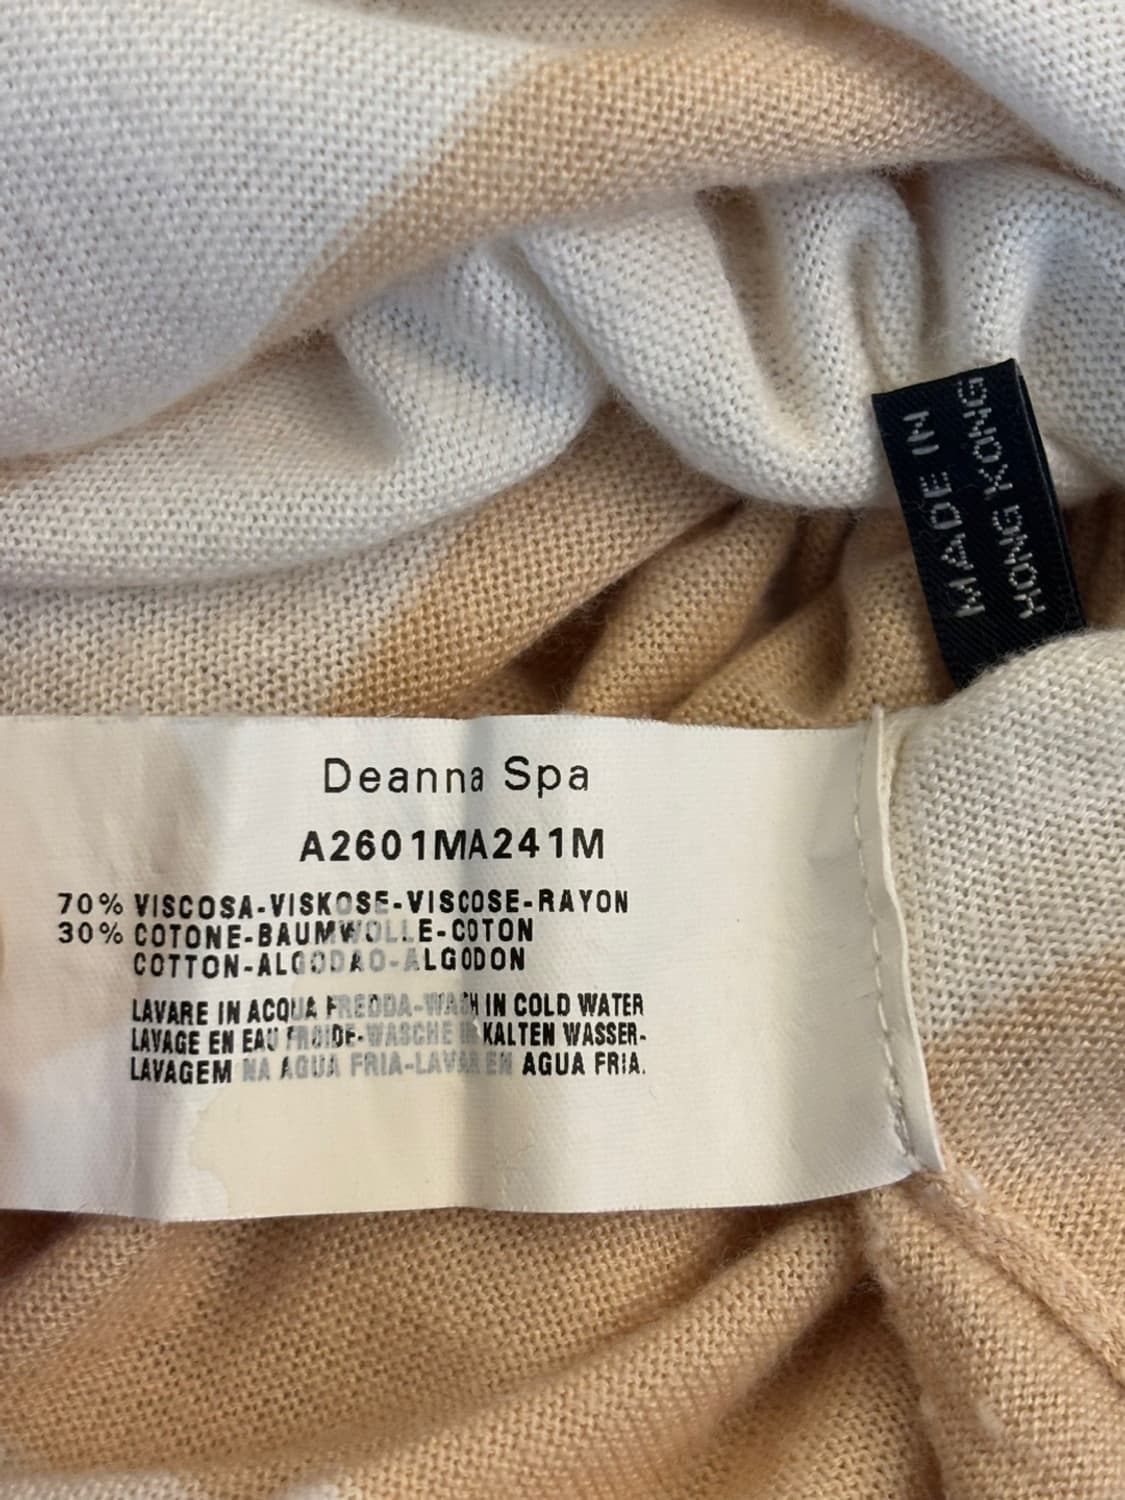 MADE IN
HONG KONG
Deanna Spa
A2601MA241M
70% VISCOSA-VISKOSE-VISCOSE-RAYON
30% COTONE-BAUMWOLLE-COTON
COTTON-ALGODAO-ALGODON
LAVARE IN ACQUA FREDDA-WASH IN COLD WATER
LAVAGE EN EAU FROIDE-WASCHE IN KALTEN WASSER-
LAVAGEM NA AGUA FRIA-LAVAR EN AGUA FRIA.